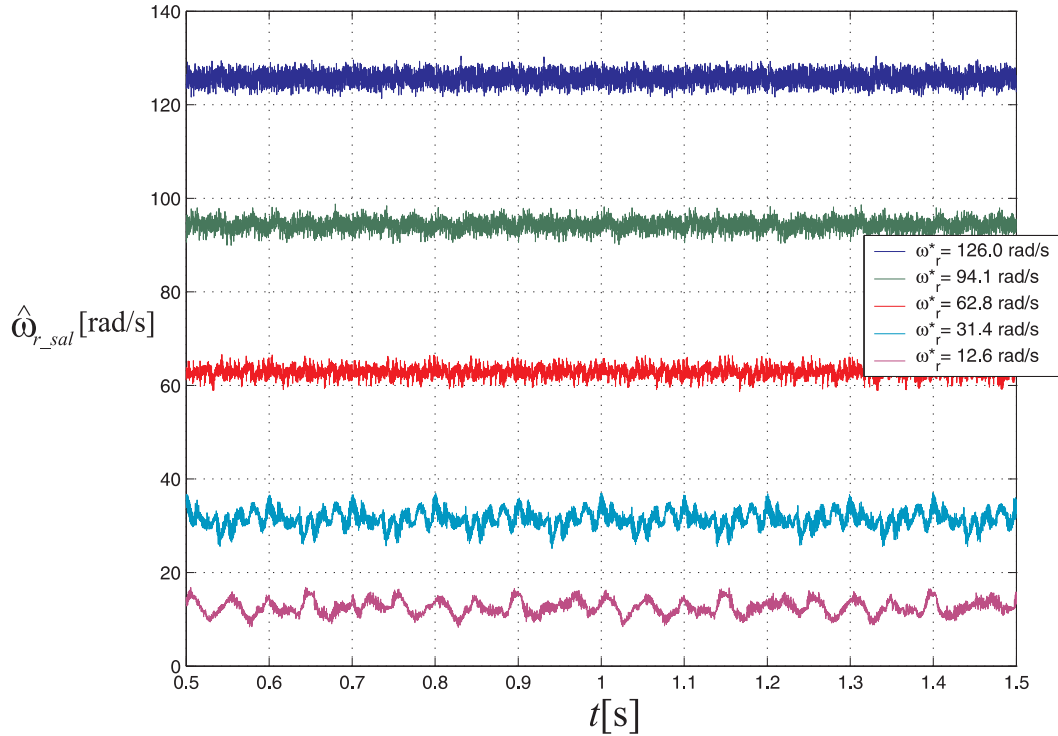 140
120
100
80
60
40
20
0
ω̂r_sal [rad/s]
ω*r= 126.0 rad/s
ω*r= 94.1 rad/s
ω*r= 62.8 rad/s
ω*r= 31.4 rad/s
ω*r= 12.6 rad/s
0.5 0.6 0.7 0.8 0.9 1 1.1 1.2 1.3 1.4 1.5
t[s]